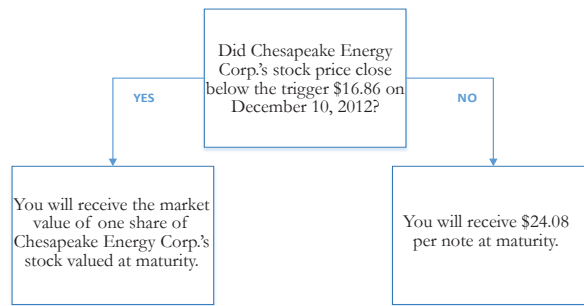 Did Chesapeake Energy
Corp.'s stock price close
below the trigger $16.86 on
December 10, 2012?
YES
NO
You will receive the market
value of one share of
Chesapeake Energy Corp.'s
stock valued at maturity.
You will receive $24.08
per note at maturity.